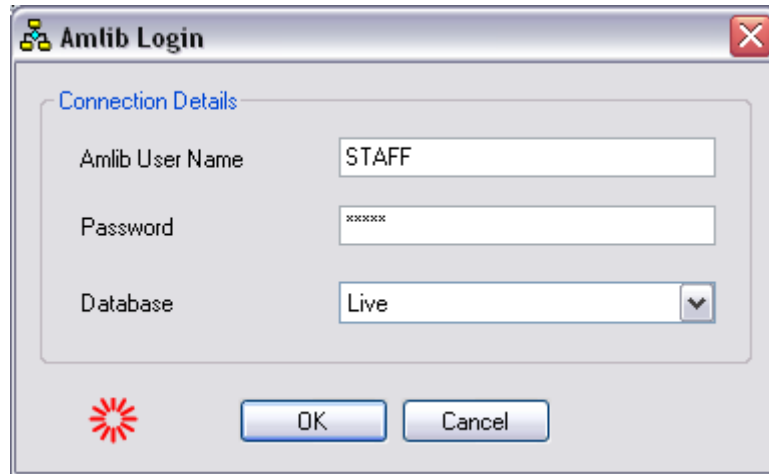 Amlib Login
Connection Details
Amlib User Name STAFF
Password *****
Database Live
OK Cancel